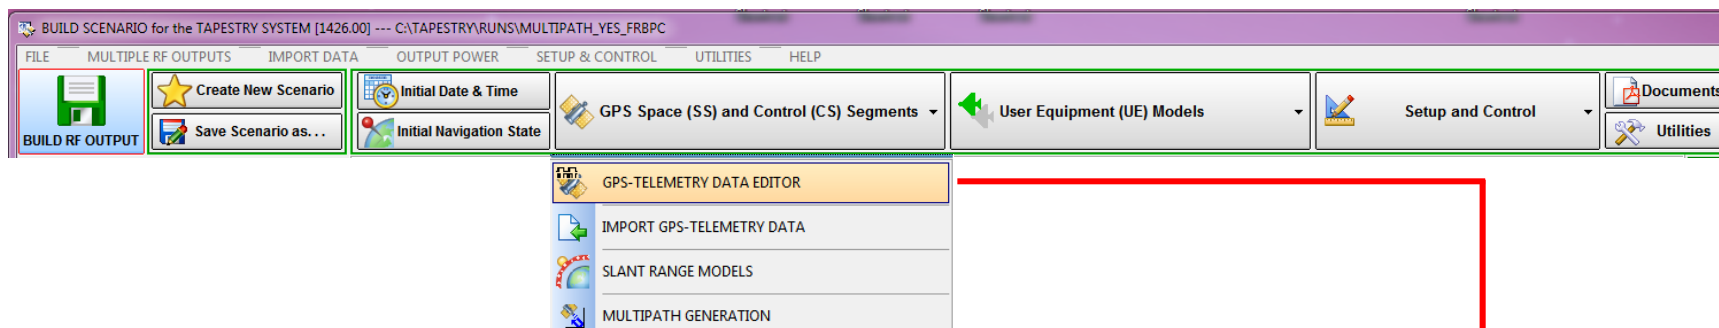 BUILD SCENARIO for the TAPESTRY SYSTEM [1426.00] --- C:\TAPESTRY\RUNS\MULTIPATH_YES_FRBPC
FILE MULTIPLE RF OUTPUTS IMPORT DATA OUTPUT POWER SETUP & CONTROL UTILITIES HELP
BUILD RF OUTPUT
Create New Scenario
Save Scenario as...
Initial Date & Time
Initial Navigation State
GPS Space (SS) and Control (CS) Segments
User Equipment (UE) Models
Setup and Control
Documents
Utilities
GPS-TELEMETRY DATA EDITOR
IMPORT GPS-TELEMETRY DATA
SLANT RANGE MODELS
MULTIPATH GENERATION